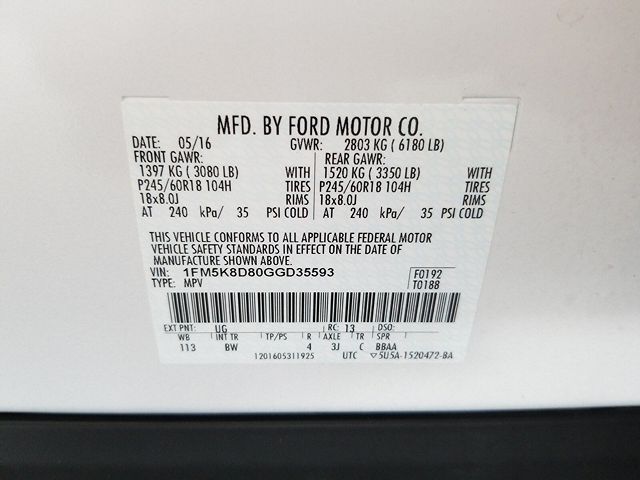 MFD. BY FORD MOTOR CO.
DATE: 05/16 GVWR: 2803 KG ( 6180 LB)
FRONT GAWR: REAR GAWR:
1397 KG ( 3080 LB) WITH 1520 KG ( 3350 LB) WITH
P245/60R18 104H TIRES P245/60R18 104H TIRES
18x8.0J RIMS 18x8.0J RIMS
AT 240 kPa/ 35 PSI COLD AT 240 kPa/ 35 PSI COLD
THIS VEHICLE CONFORMS TO ALL APPLICABLE FEDERAL MOTOR
VEHICLE SAFETY STANDARDS IN EFFECT ON THE DATE OF
MANUFACTURE SHOWN ABOVE.
VEHICLE IDENT. NO: 1FM5K8D80GGD35593 F0192
TYPE: MPV T0188
EXT PNT: UG RC: 13 DSO:
WB INT TR TP/PS R AXLE TR SPR
113 BW 4 3J C BBAA
1201605311925 UTC ▽5U5A-1520472-BA